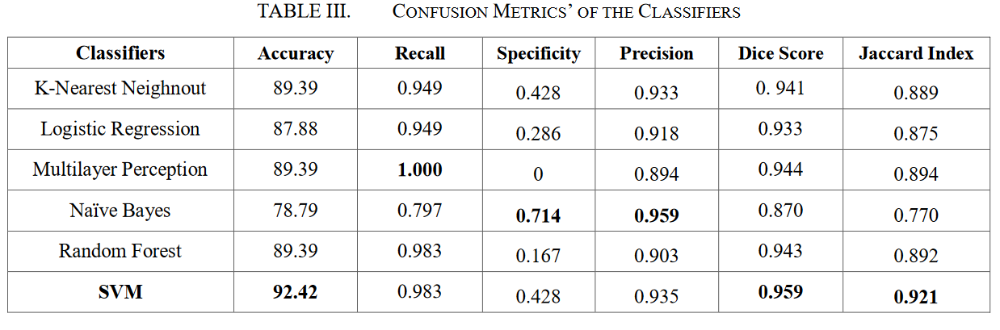 TABLE III. CONFUSION METRICS' OF THE CLASSIFIERS
Classifiers Accuracy Recall Specificity Precision Dice Score Jaccard Index
K-Nearest Neighnout 89.39 0.949 0.428 0.933 0. 941 0.889
Logistic Regression 87.88 0.949 0.286 0.918 0.933 0.875
Multilayer Perception 89.39 1.000 0 0.894 0.944 0.894
Naïve Bayes 78.79 0.797 0.714 0.959 0.870 0.770
Random Forest 89.39 0.983 0.167 0.903 0.943 0.892
SVM 92.42 0.983 0.428 0.935 0.959 0.921